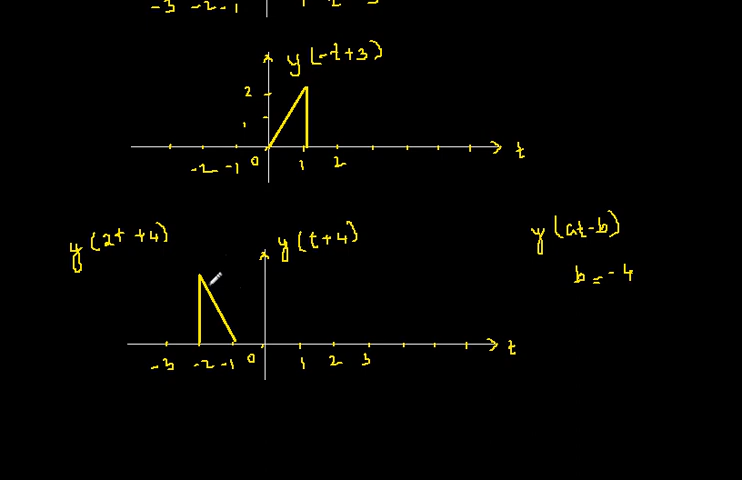 -3 -2 -1 1 2 3
y(-t+3)
2
1
-2 -1 0 1 2 t
y(2t+4) y(t+4) y(at-b)
b=-4
-3 -2 -1 0 1 2 3 t